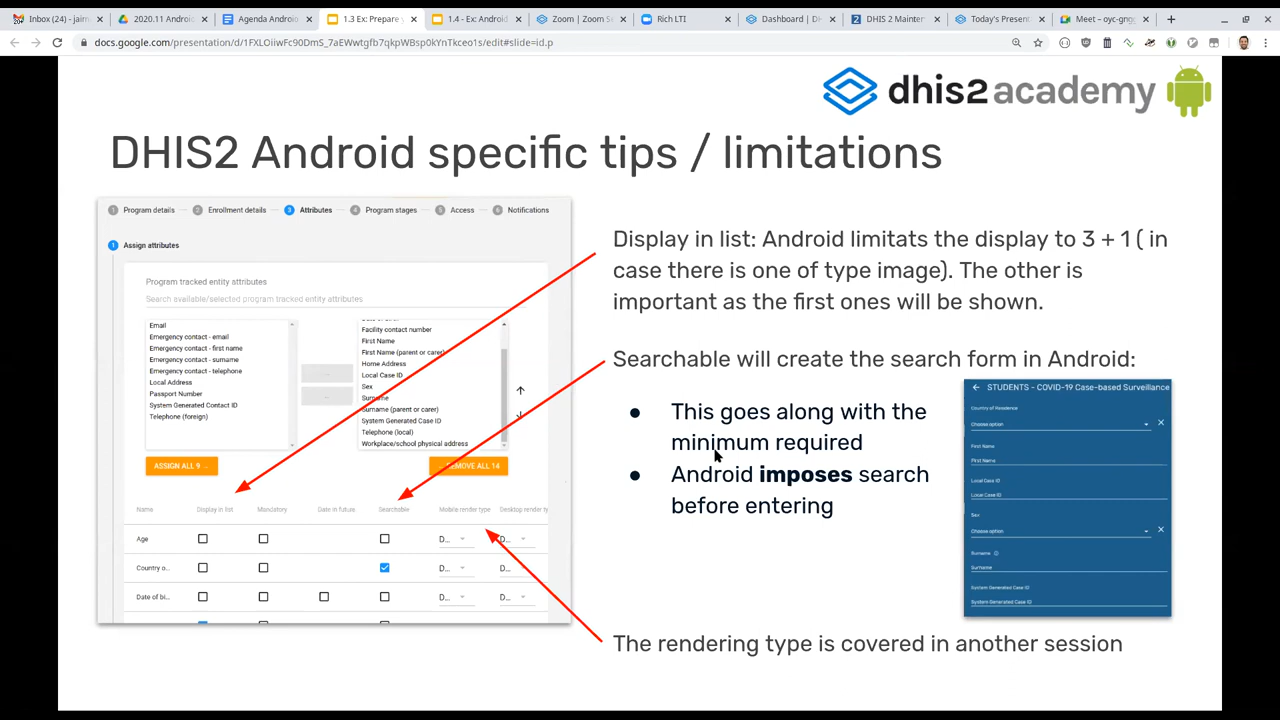 Inbox (24) - jaim
2020.11 Android
Agenda Android
1.3 Ex: Prepare y
1.4 - Ex: Android
Zoom | Zoom Se
Rich LTI
Dashboard | DH
DHIS 2 Mainten
Today's Present
Meet – oyc-gngg
docs.google.com/presentation/d/1FXLOiiwFc90DmS_7aEWwtgfb7qkpWBsp0kYnTkceo1s/edit#slide=id.p
dhis2 academy
DHIS2 Android specific tips / limitations
1 Program details 2 Enrollment details 3 Attributes 4 Program stages 5 Access 6 Notifications
1 Assign attributes
Program tracked entity attributes
Search available/selected program tracked entity attributes
Email
Emergency contact - email
Emergency contact - first name
Emergency contact - surname
Emergency contact - telephone
Local Address
Passport Number
System Generated Contact ID
Telephone (foreign)
Facility contact number
First Name
First Name (parent or carer)
Home Address
Local Case ID
Sex
Surname
Surname (parent or carer)
System Generated Case ID
Telephone (local)
Workplace/school physical address
ASSIGN ALL 9 →
REMOVE ALL 14
Name Display in list Mandatory Date in future Searchable Mobile render type Desktop render ty
Age D... D...
Country o... D... D...
Date of bi... D... D...
Display in list: Android limitats the display to 3 + 1 ( in
case there is one of type image). The other is
important as the first ones will be shown.
Searchable will create the search form in Android:
● This goes along with the
minimum required
● Android imposes search
before entering
STUDENTS - COVID-19 Case-based Surveillance
Country of Residence
Choose option
First Name
First Name
Local Case ID
Local Case ID
Sex
Choose option
Surname
Surname
System Generated Case ID
System Generated Case ID
The rendering type is covered in another session